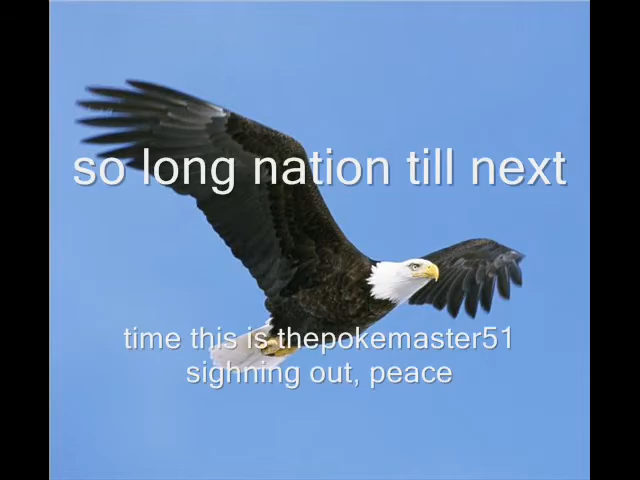 so long nation till next
time this is thepokemaster51
sighning out, peace